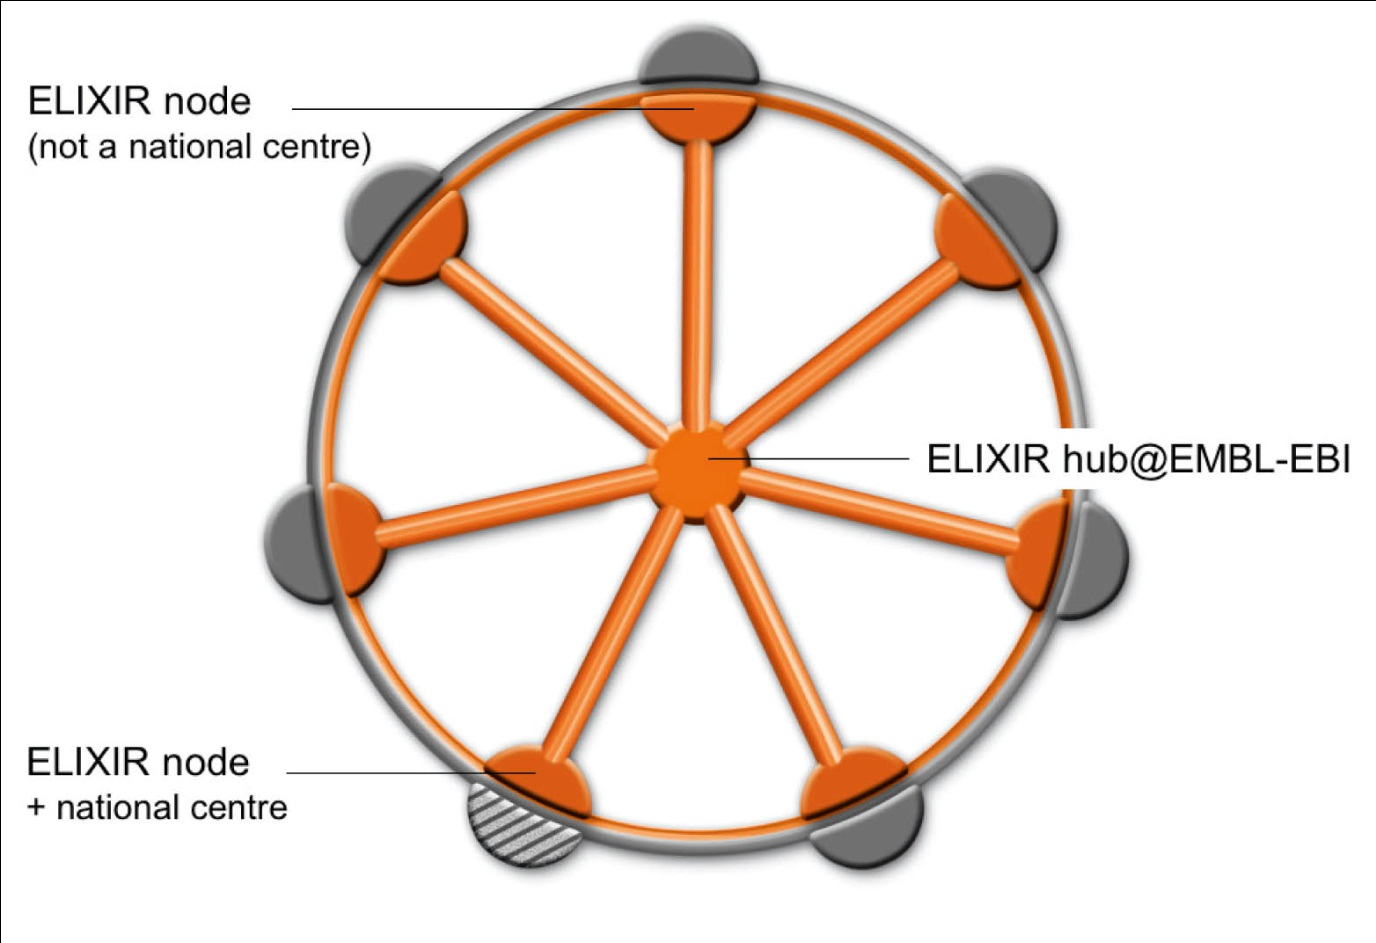 ELIXIR node
(not a national centre)
ELIXIR hub@EMBL-EBI
ELIXIR node
+ national centre